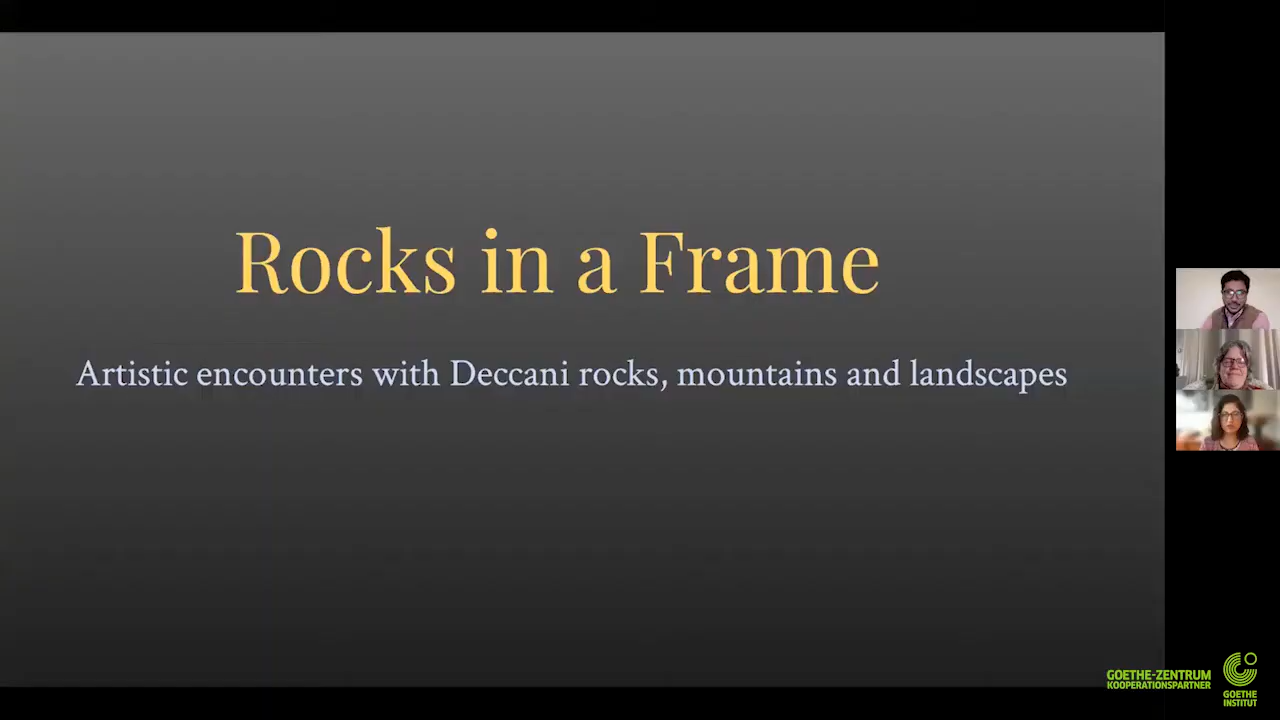 Rocks in a Frame
Artistic encounters with Deccani rocks, mountains and landscapes
GOETHE-ZENTRUM
KOOPERATIONSPARTNER
GOETHE
INSTITUT